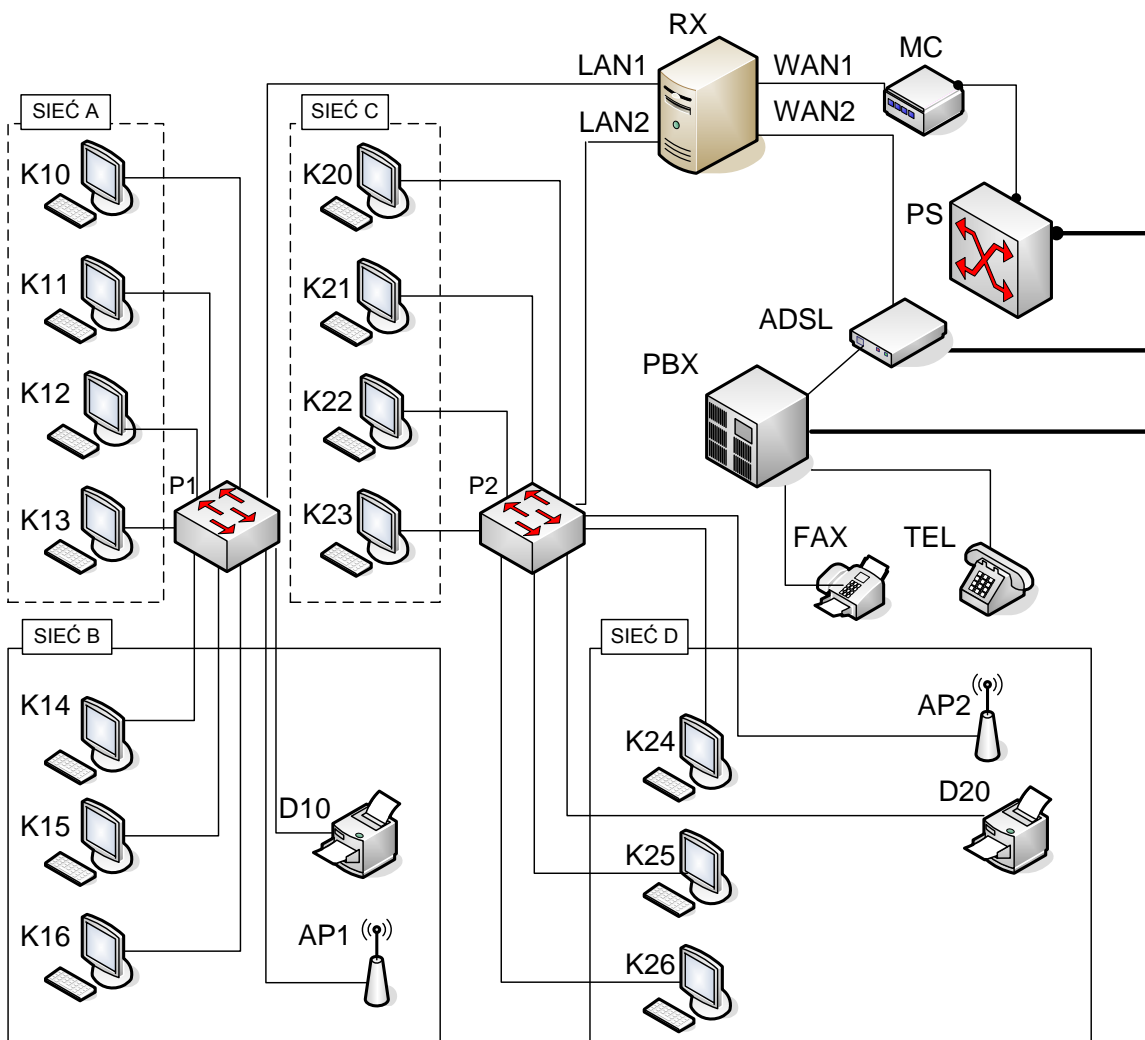 RX
MC
LAN1
WAN1
LAN2
WAN2
SIEĆ A
SIEĆ C
K10
K20
PS
K11
K21
ADSL
PBX
K12
K22
P1
P2
K13
K23
FAX
TEL
SIEĆ B
SIEĆ D
K14
AP2
K24
D10
D20
K15
K25
K16
AP1
K26